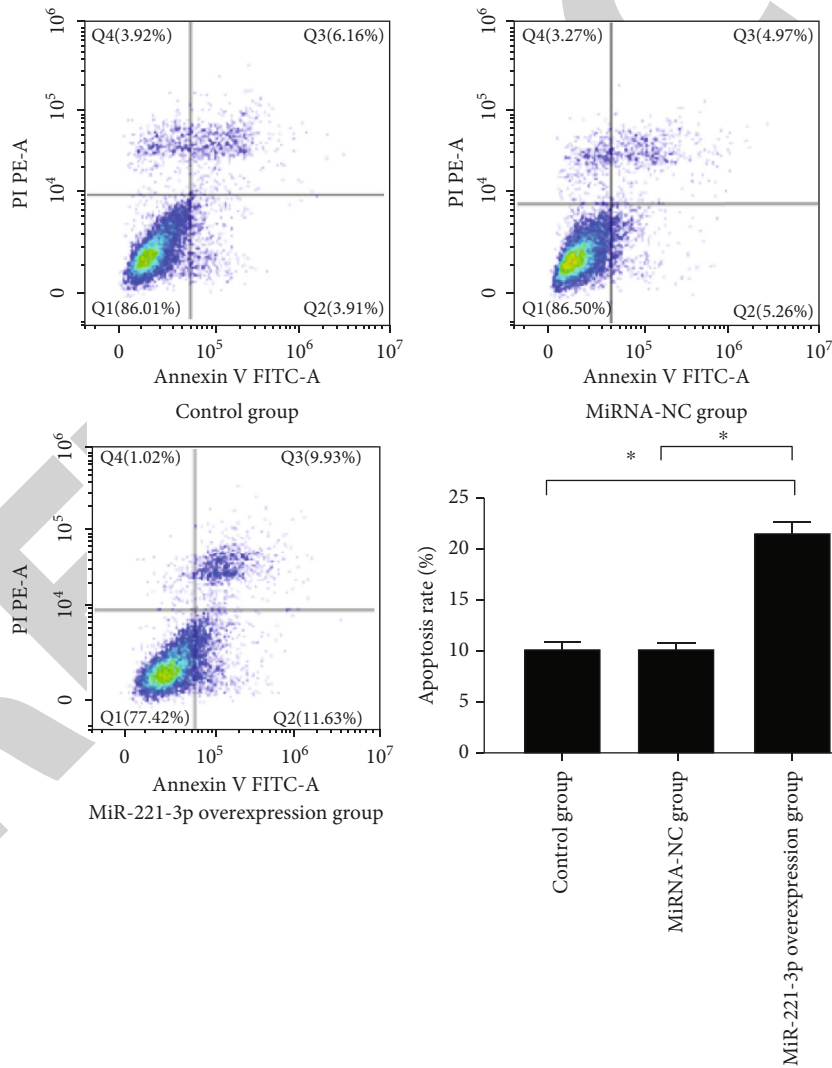 Q4(3.92%)
Q3(6.16%)
Q1(86.01%)
Q2(3.91%)
PI PE-A
10^6
10^5
10^4
0
0
10^5
10^6
10^7
Annexin V FITC-A
Control group
Q4(3.27%)
Q3(4.97%)
Q1(86.50%)
Q2(5.26%)
PI PE-A
10^6
10^5
10^4
0
0
10^5
10^6
10^7
Annexin V FITC-A
MiRNA-NC group
Q4(1.02%)
Q3(9.93%)
Q1(77.42%)
Q2(11.63%)
PI PE-A
10^6
10^5
10^4
0
0
10^5
10^6
10^7
Annexin V FITC-A
MiR-221-3p overexpression group
*
*
Apoptosis rate (%)
25
20
15
10
5
0
Control group
MiRNA-NC group
MiR-221-3p overexpression group